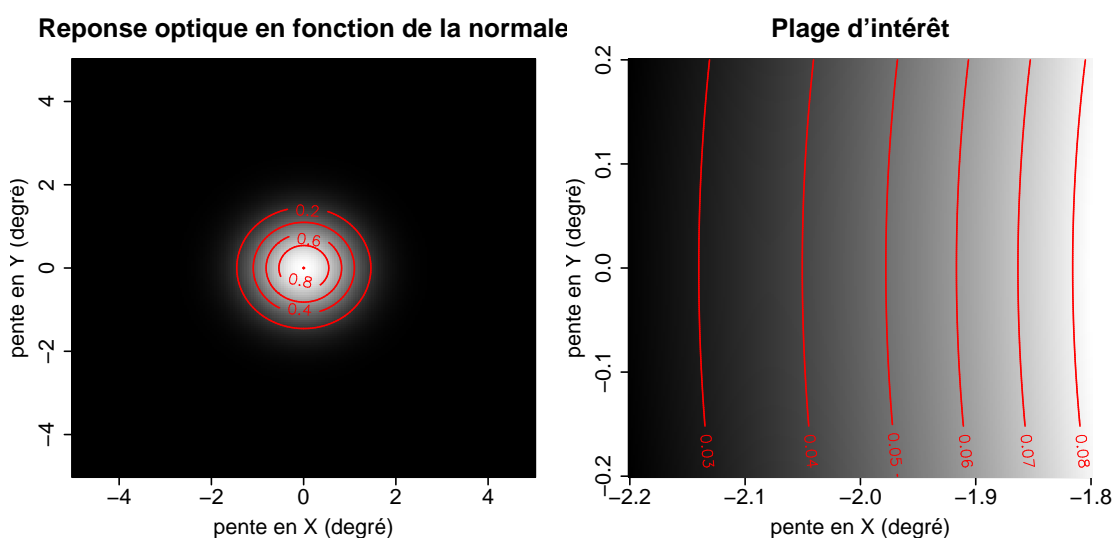 Reponse optique en fonction de la normale
4
2
0
−2
−4
pente en Y (degré)
0.2
0.6
0.8
0.4
−4 −2 0 2 4
pente en X (degré)
Plage d'intérêt
0.2
0.1
0.0
−0.1
−0.2
pente en Y (degré)
0.03 0.04 0.05 0.06 0.07 0.08
−2.2 −2.1 −2.0 −1.9 −1.8
pente en X (degré)